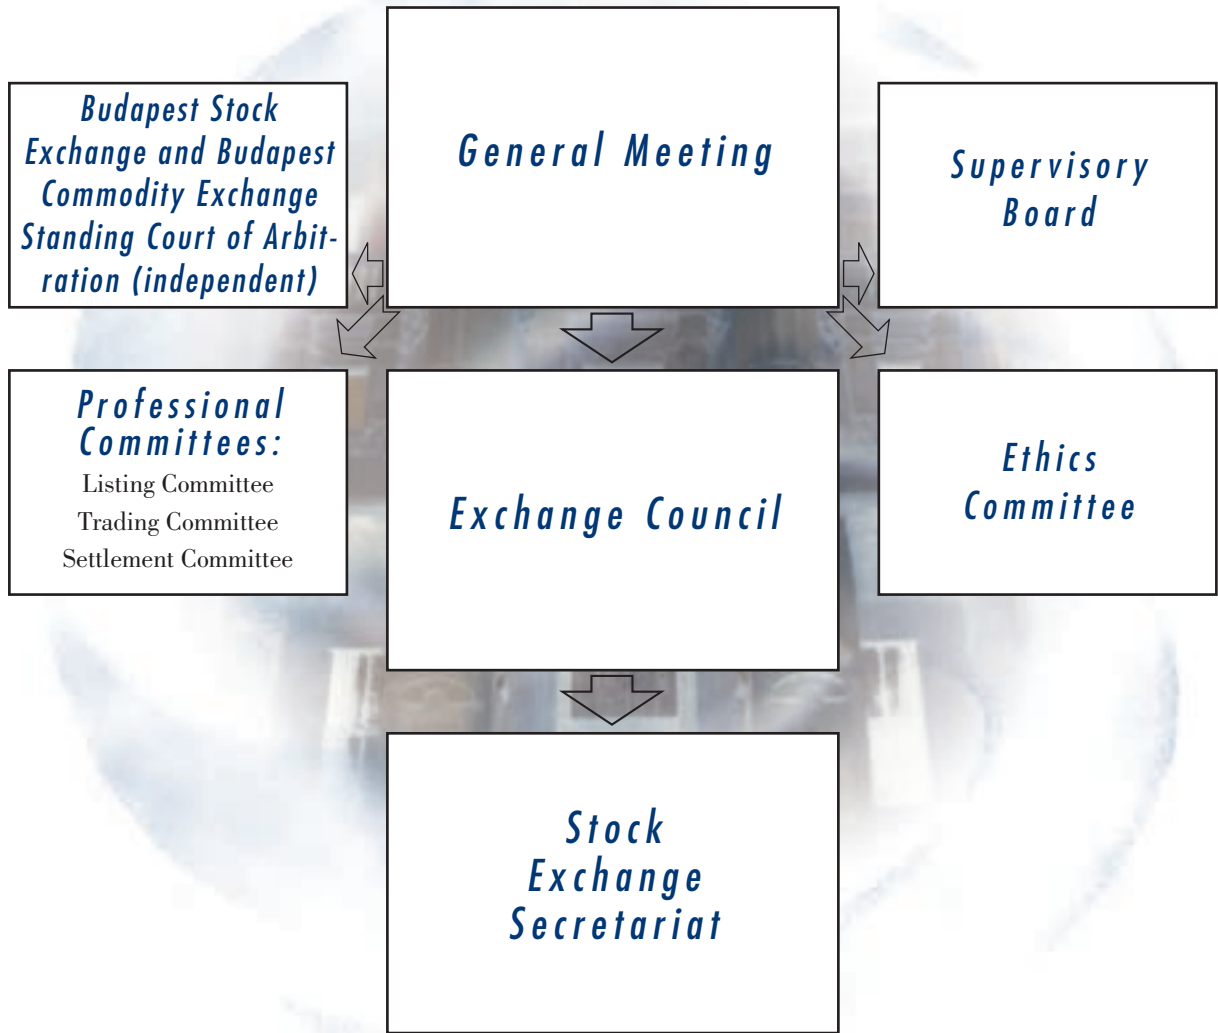 Budapest Stock
Exchange and Budapest
Commodity Exchange
Standing Court of Arbit-
ration (independent)
General Meeting
Supervisory
Board
Professional
Committees:
Listing Committee
Trading Committee
Settlement Committee
Exchange Council
Ethics
Committee
Stock
Exchange
Secretariat